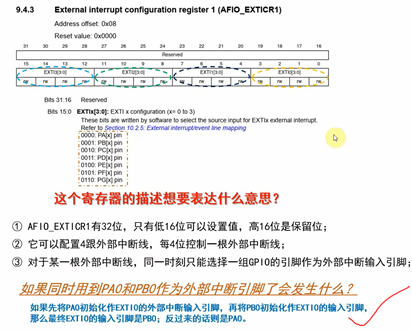 9.4.3 External interrupt configuration register 1 (AFIO_EXTICR1)
Address offset: 0x08
Reset value: 0x0000
31 30 29 28 27 26 25 24 23 22 21 20 19 18 17 16
Reserved
15 14 13 12 11 10 9 8 7 6 5 4 3 2 1 0
EXTI3[3:0] EXTI2[3:0] EXTI1[3:0] EXTI0[3:0]
rw rw rw rw rw rw rw rw rw rw rw rw rw rw rw rw
Bits 31:16 Reserved
Bits 15:0 EXTIx[3:0]: EXTI x configuration (x= 0 to 3)
These bits are written by software to select the source input for EXTIx external interrupt.
Refer to Section 10.2.5: External interrupt/event line mapping
0000: PA[x] pin
0001: PB[x] pin
0010: PC[x] pin
0011: PD[x] pin
0100: PE[x] pin
0101: PF[x] pin
0110: PG[x] pin
这个寄存器的描述想要表达什么意思?
① AFIO_EXTICR1有32位，只有低16位可以设置值，高16位是保留位;
② 它可以配置4跟外部中断线，每4位控制一根外部中断线;
③ 对于某一根外部中断线，同一时刻只能选择一组GPIO的引脚作为外部中断输入引脚;
如果同时用到PA0和PB0作为外部中断引脚了会发生什么？
如果先将PA0初始化作EXTI0的外部中断输入引脚，再将PB0初始化作EXTI0的输入引脚，
那么最终EXTI0的输入引脚是PB0；反过来的话则是PA0。